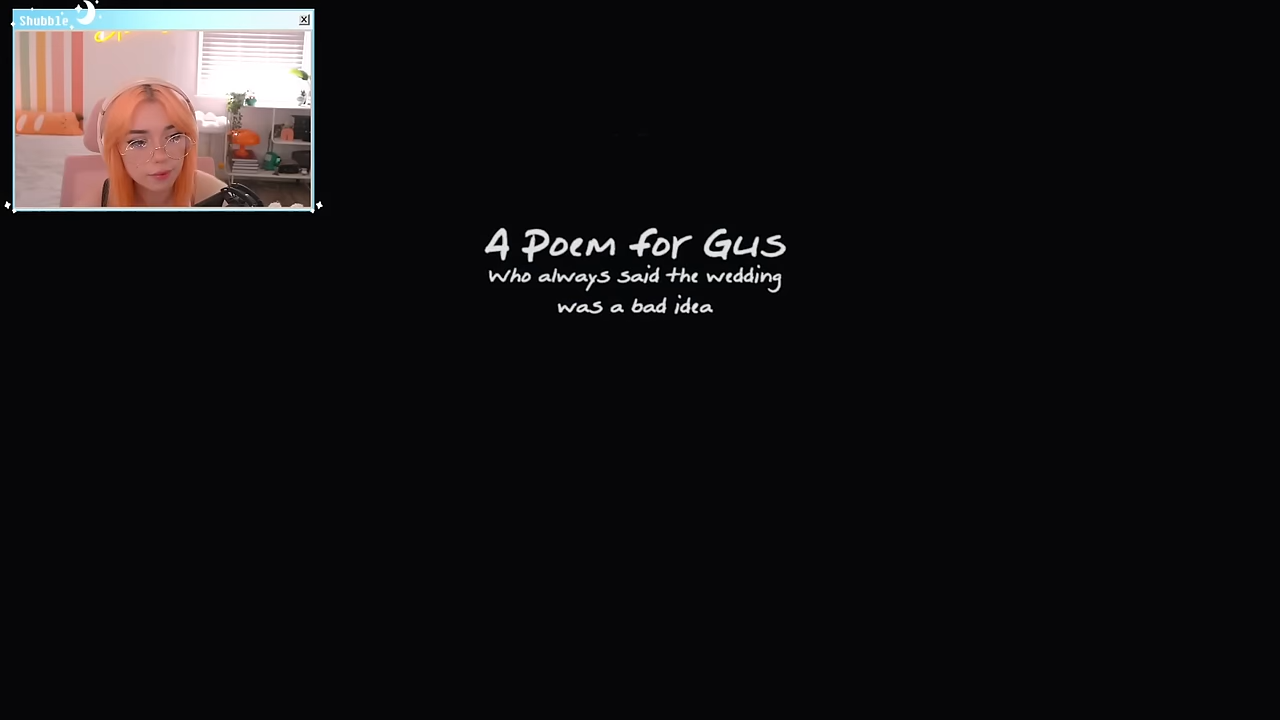 Shubble
A Poem for Gus
Who always said the wedding
was a bad idea